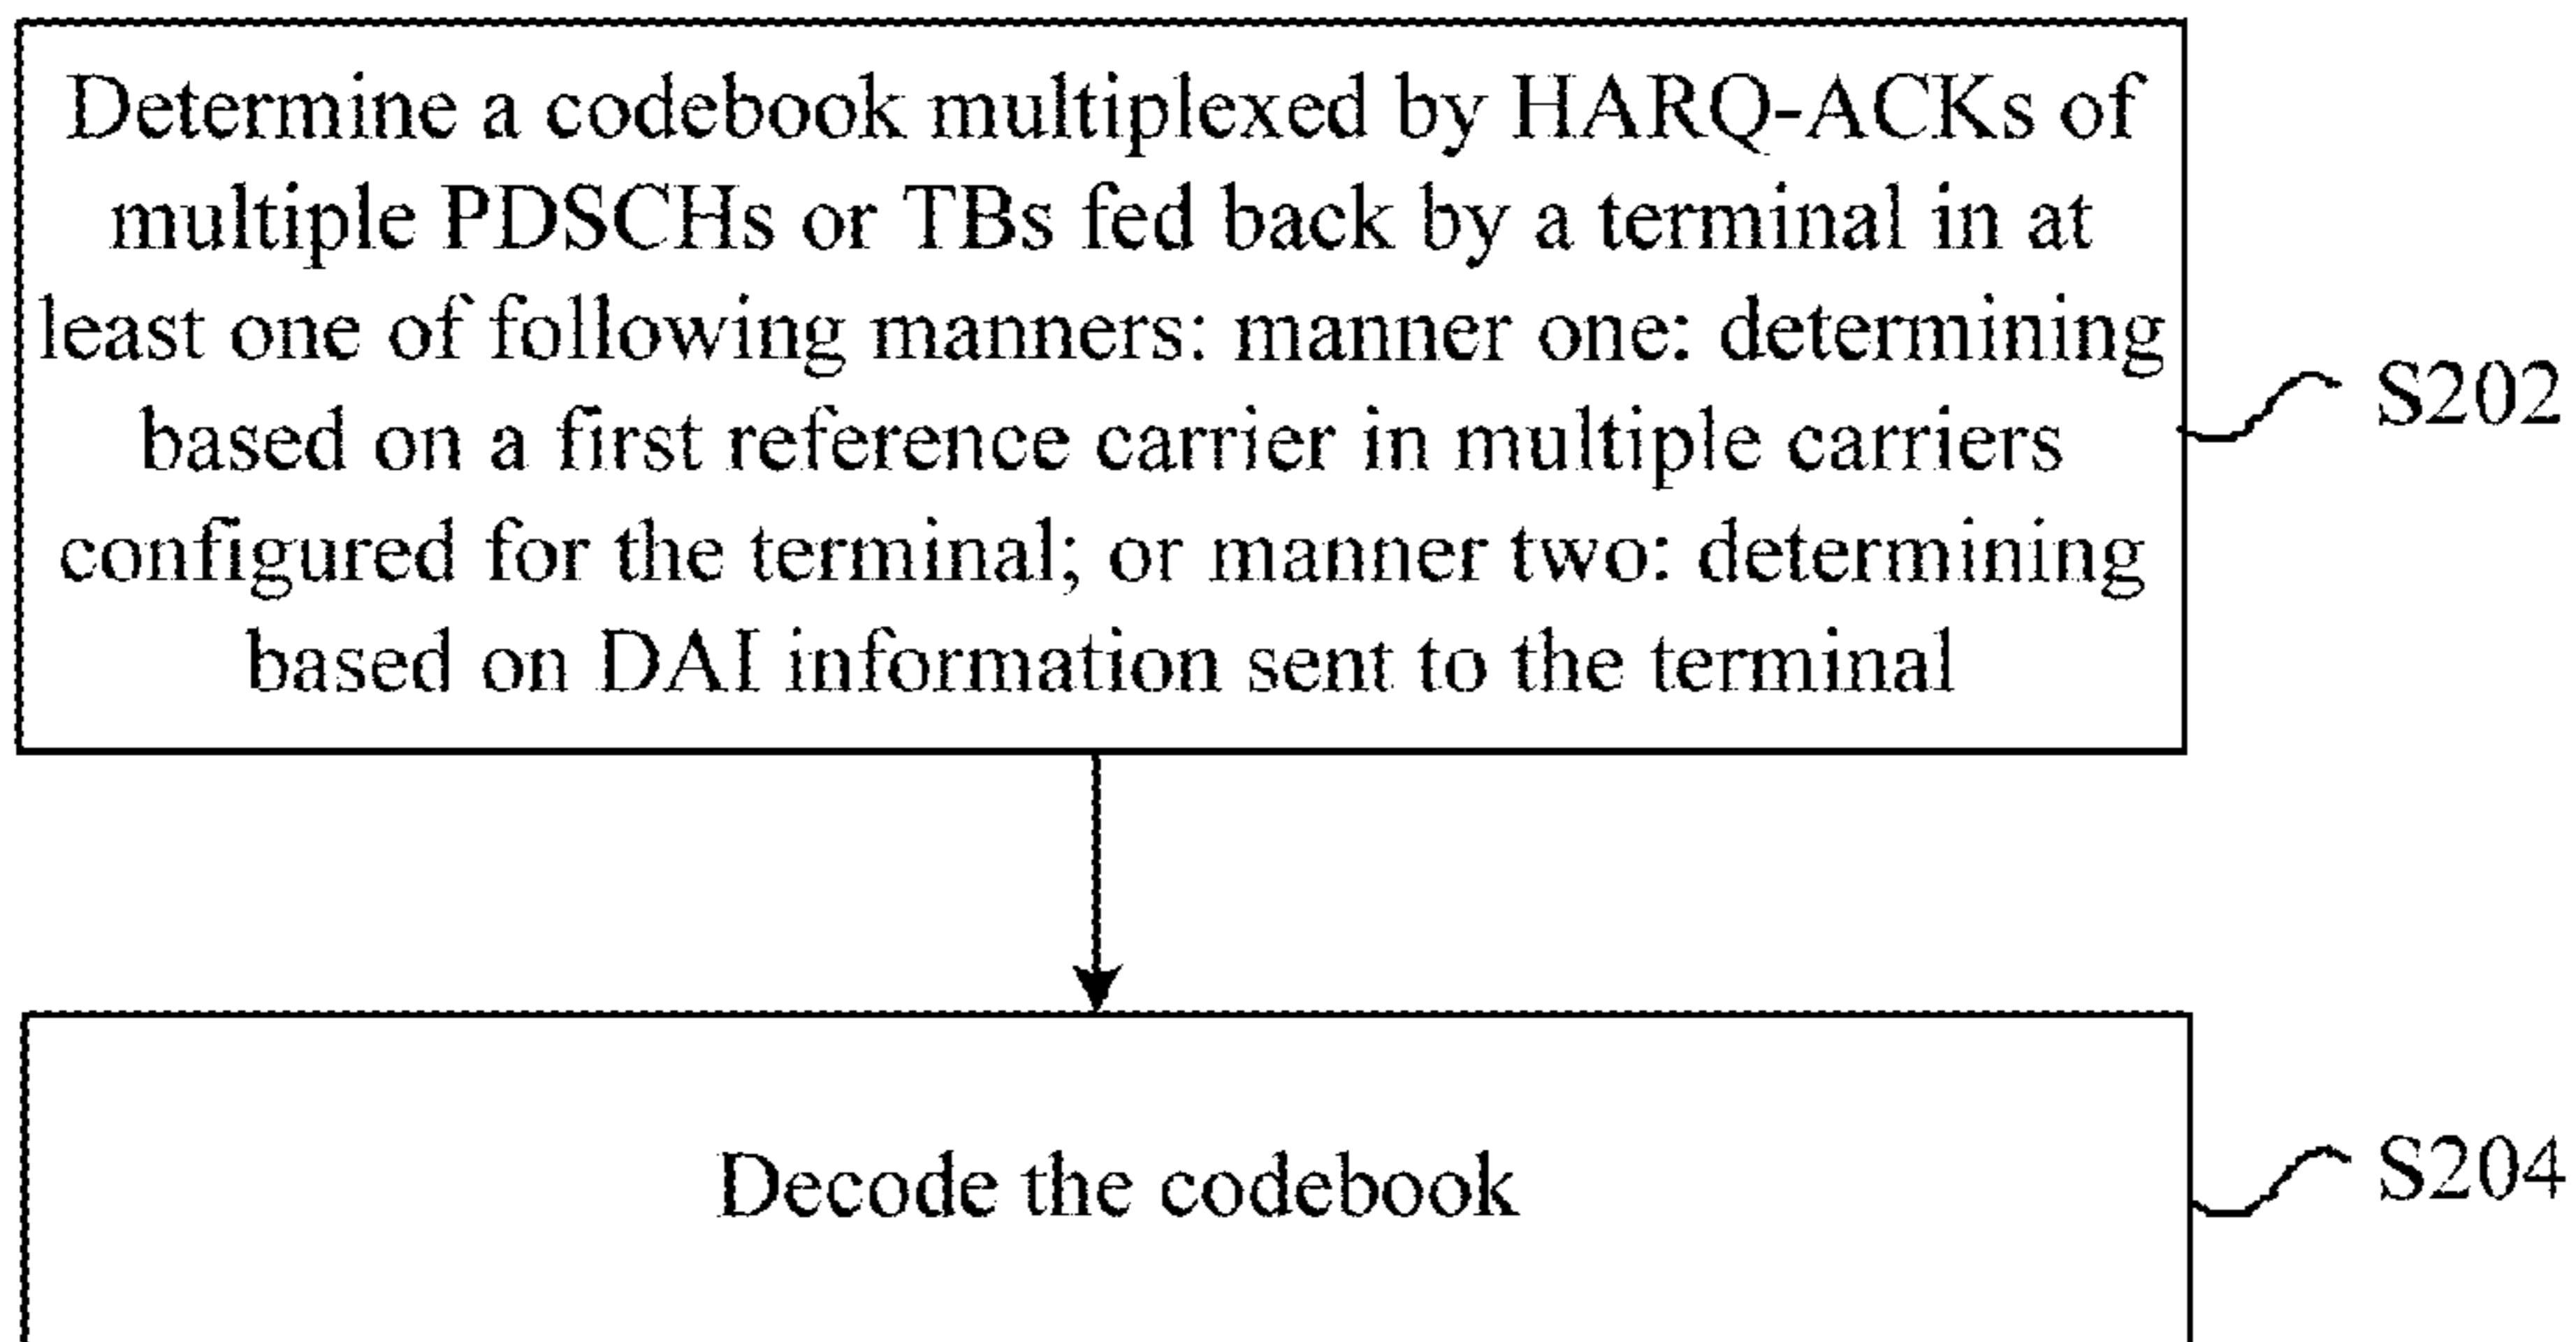 Determine a codebook multiplexed by HARQ-ACKs of
multiple PDSCHs or TBs fed back by a terminal in at
least one of following manners: manner one: determining
based on a first reference carrier in multiple carriers
configured for the terminal; or manner two: determining
based on DAI information sent to the terminal
S202
Decode the codebook
S204